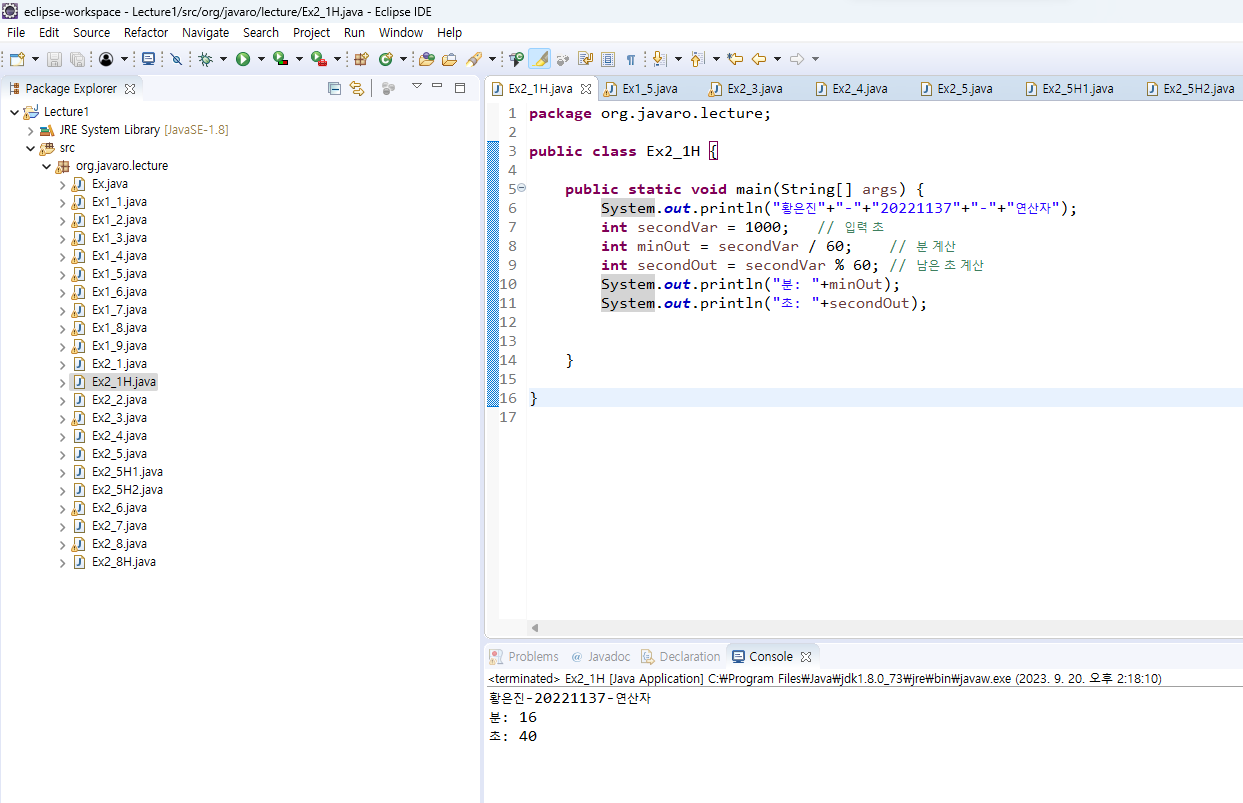 eclipse-workspace - Lecture1/src/org/javaro/lecture/Ex2_1H.java - Eclipse IDE
File Edit Source Refactor Navigate Search Project Run Window Help
Package Explorer
Lecture1
JRE System Library [JavaSE-1.8]
src
org.javaro.lecture
Ex.java
Ex1_1.java
Ex1_2.java
Ex1_3.java
Ex1_4.java
Ex1_5.java
Ex1_6.java
Ex1_7.java
Ex1_8.java
Ex1_9.java
Ex2_1.java
Ex2_1H.java
Ex2_2.java
Ex2_3.java
Ex2_4.java
Ex2_5.java
Ex2_5H1.java
Ex2_5H2.java
Ex2_6.java
Ex2_7.java
Ex2_8.java
Ex2_8H.java
Ex2_1H.java Ex1_5.java Ex2_3.java Ex2_4.java Ex2_5.java Ex2_5H1.java Ex2_5H2.java
1 package org.javaro.lecture;
2
3 public class Ex2_1H {
4
5 public static void main(String[] args) {
6 System.out.println("황은진"+"-"+"20221137"+"-"+"연산자");
7 int secondVar = 1000; // 입력 초
8 int minOut = secondVar / 60; // 분 계산
9 int secondOut = secondVar % 60; // 남은 초 계산
10 System.out.println("분: "+minOut);
11 System.out.println("초: "+secondOut);
12
13
14 }
15
16 }
17
Problems @ Javadoc Declaration Console
<terminated> Ex2_1H [Java Application] C:₩Program Files₩Java₩jdk1.8.0_73₩jre₩bin₩javaw.exe (2023. 9. 20. 오후 2:18:10)
황은진-20221137-연산자
분: 16
초: 40